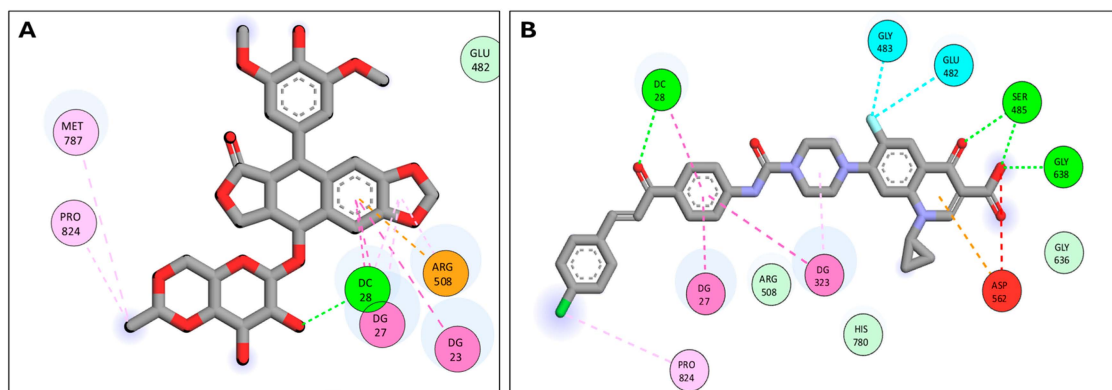 A
GLU
482
MET
787
PRO
824
ARG
508
DC
28
DG
27
DG
23
B
GLY
483
GLU
482
DC
28
SER
485
GLY
638
GLY
636
ASP
562
DG
27
ARG
508
DG
323
HIS
780
PRO
824